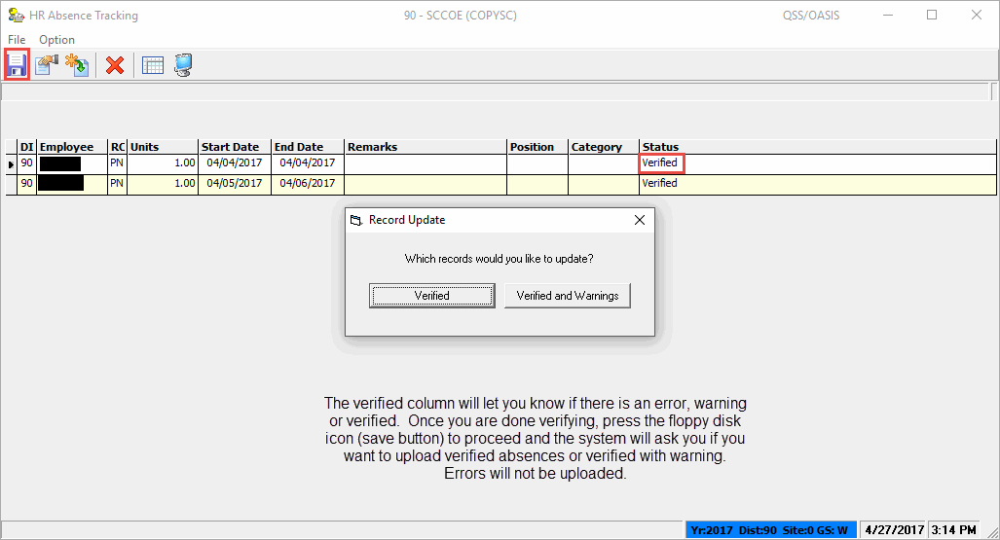 HR Absence Tracking 90 - SCCOE (COPYSC) QSS/OASIS
File Option
DI Employee RC Units Start Date End Date Remarks Position Category Status
90 PN 1.00 04/04/2017 04/04/2017 Verified
90 PN 1.00 04/05/2017 04/06/2017 Verified
Record Update
Which records would you like to update?
Verified Verified and Warnings
The verified column will let you know if there is an error, warning
or verified. Once you are done verifying, press the floppy disk
icon (save button) to proceed and the system will ask you if you
want to upload verified absences or verified with warning.
Errors will not be uploaded.
Yr:2017 Dist:90 Site:0 GS: W 4/27/2017 3:14 PM